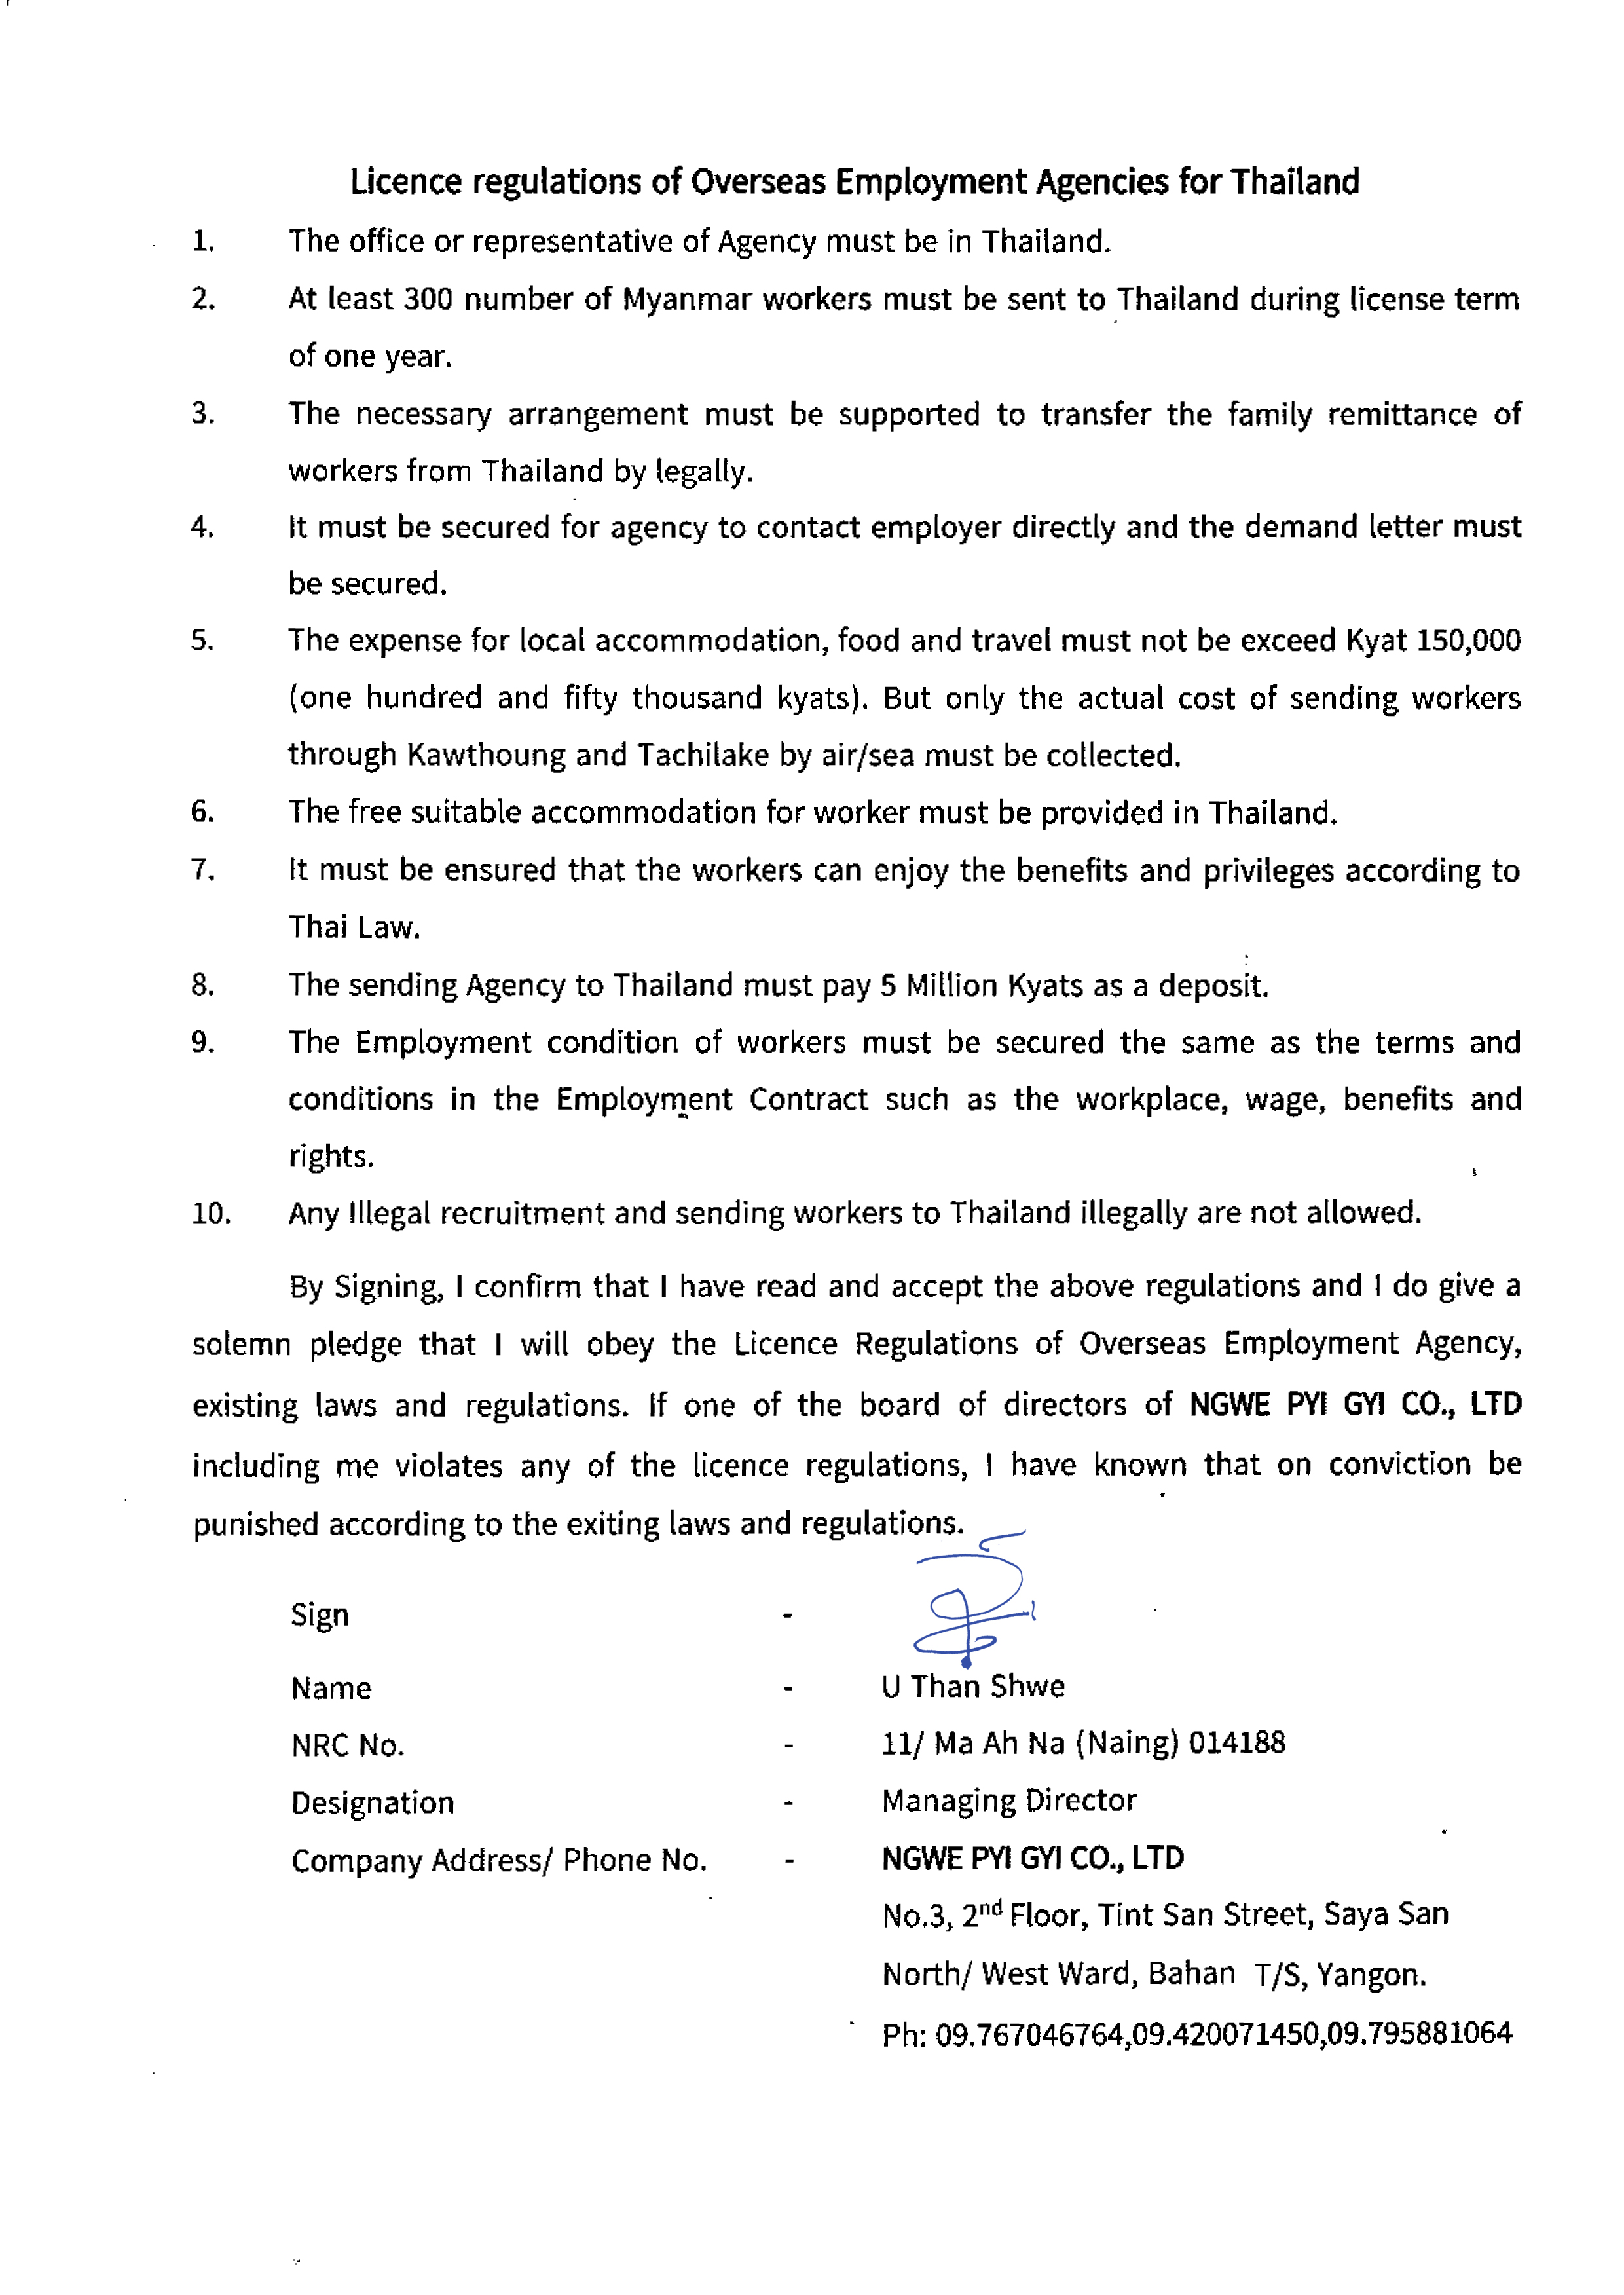 Licence regulations of Overseas Employment Agencies for Thailand
1. The office or representative of Agency must be in Thailand.
2. At least 300 number of Myanmar workers must be sent to Thailand during license term
of one year.
3. The necessary arrangement must be supported to transfer the family remittance of
workers from Thailand by legally.
4. It must be secured for agency to contact employer directly and the demand letter must
be secured.
5. The expense for local accommodation, food and travel must not be exceed Kyat 150,000
(one hundred and fifty thousand kyats). But only the actual cost of sending workers
through Kawthoung and Tachilake by air/sea must be collected.
6. The free suitable accommodation for worker must be provided in Thailand.
7. It must be ensured that the workers can enjoy the benefits and privileges according to
Thai Law.
8. The sending Agency to Thailand must pay 5 Million Kyats as a deposit.
9. The Employment condition of workers must be secured the same as the terms and
conditions in the Employment Contract such as the workplace, wage, benefits and
rights.
10. Any Illegal recruitment and sending workers to Thailand illegally are not allowed.
By Signing, I confirm that I have read and accept the above regulations and I do give a
solemn pledge that I will obey the Licence Regulations of Overseas Employment Agency,
existing laws and regulations. If one of the board of directors of NGWE PYI GYI CO., LTD
including me violates any of the licence regulations, I have known that on conviction be
punished according to the exiting laws and regulations.
Sign -
Name - U Than Shwe
NRC No. - 11/ Ma Ah Na (Naing) 014188
Designation - Managing Director
Company Address/ Phone No. - NGWE PYI GYI CO., LTD
No.3, 2nd Floor, Tint San Street, Saya San
North/ West Ward, Bahan T/S, Yangon.
Ph: 09.767046764,09.420071450,09.795881064